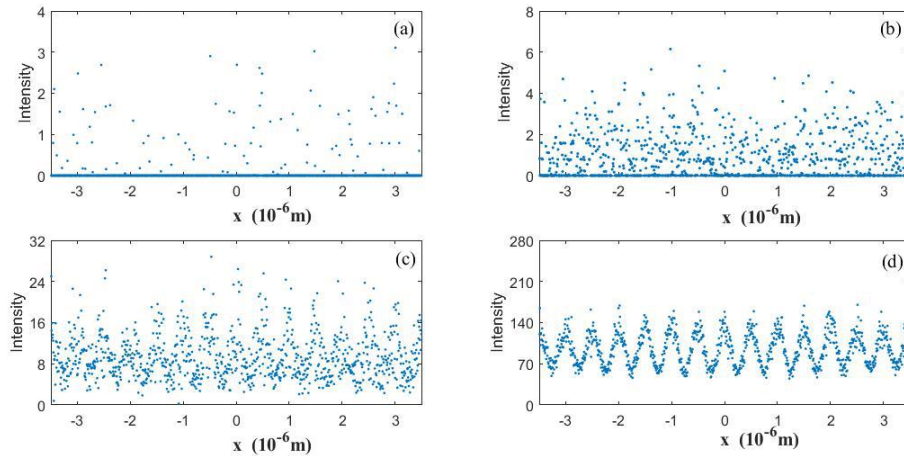 (a)
4
3
2
1
0
Intensity
-3 -2 -1 0 1 2 3
x (10⁻⁶m)
(b)
8
6
4
2
0
Intensity
-3 -2 -1 0 1 2 3
x (10⁻⁶m)
(c)
32
24
16
8
0
Intensity
-3 -2 -1 0 1 2 3
x (10⁻⁶m)
(d)
280
210
140
70
0
Intensity
-3 -2 -1 0 1 2 3
x (10⁻⁶m)